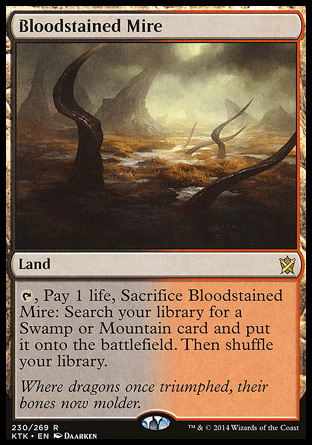 Bloodstained Mire
Land
, Pay 1 life, Sacrifice Bloodstained
Mire: Search your library for a
Swamp or Mountain card and put
it onto the battlefield. Then shuffle
your library.
Where dragons once triumphed, their
bones now molder.
230/269 R
KTK • EN Daarken
™ & © 2014 Wizards of the Coast